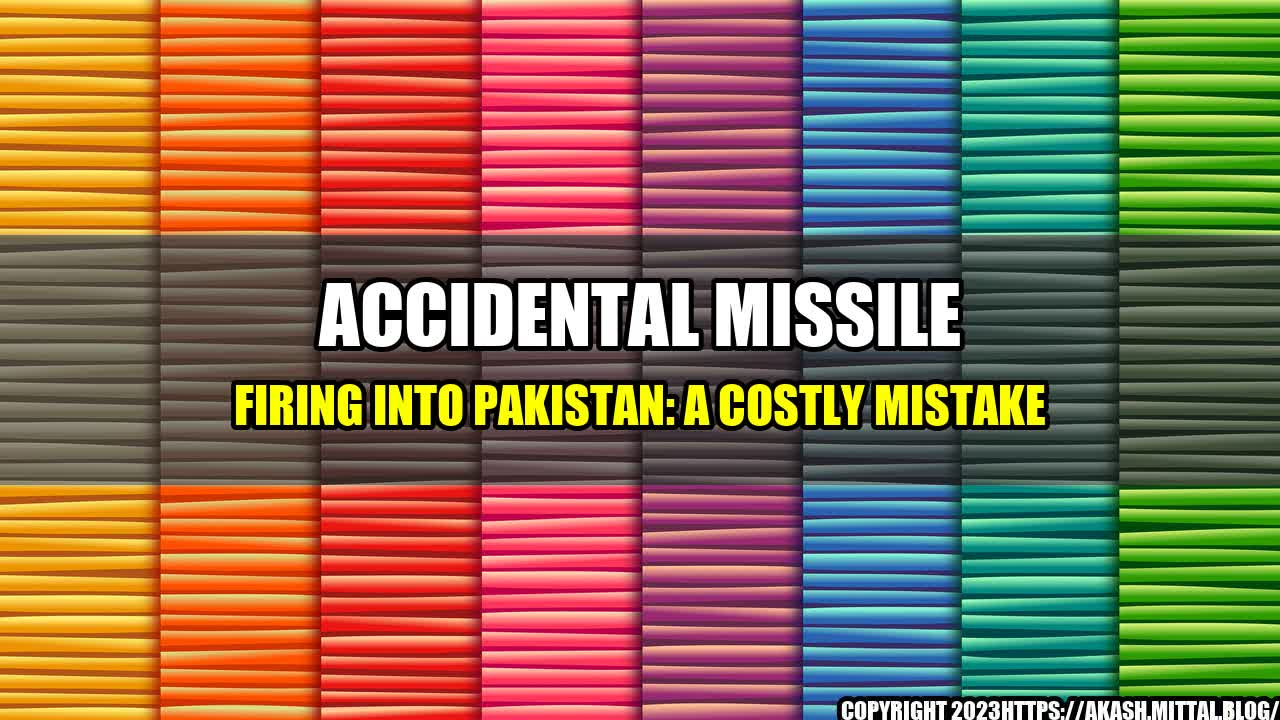 ACCIDENTAL MISSILE
FIRING INTO PAKISTAN: A COSTLY MISTAKE
COPYRIGHT 2023HTTPS://AKASH.MITTAL.BLOG/